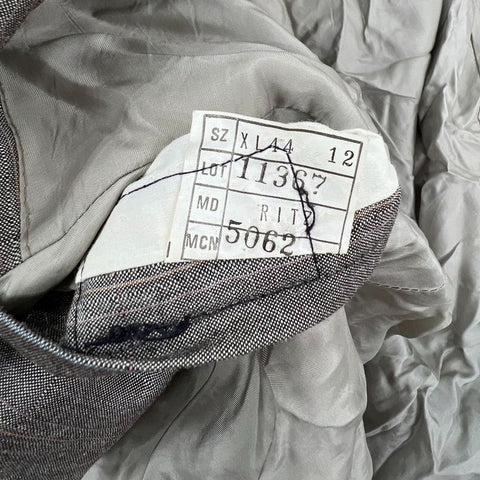 SZ XL44 12
LOT 11367
MD RITZ
MCN 5062